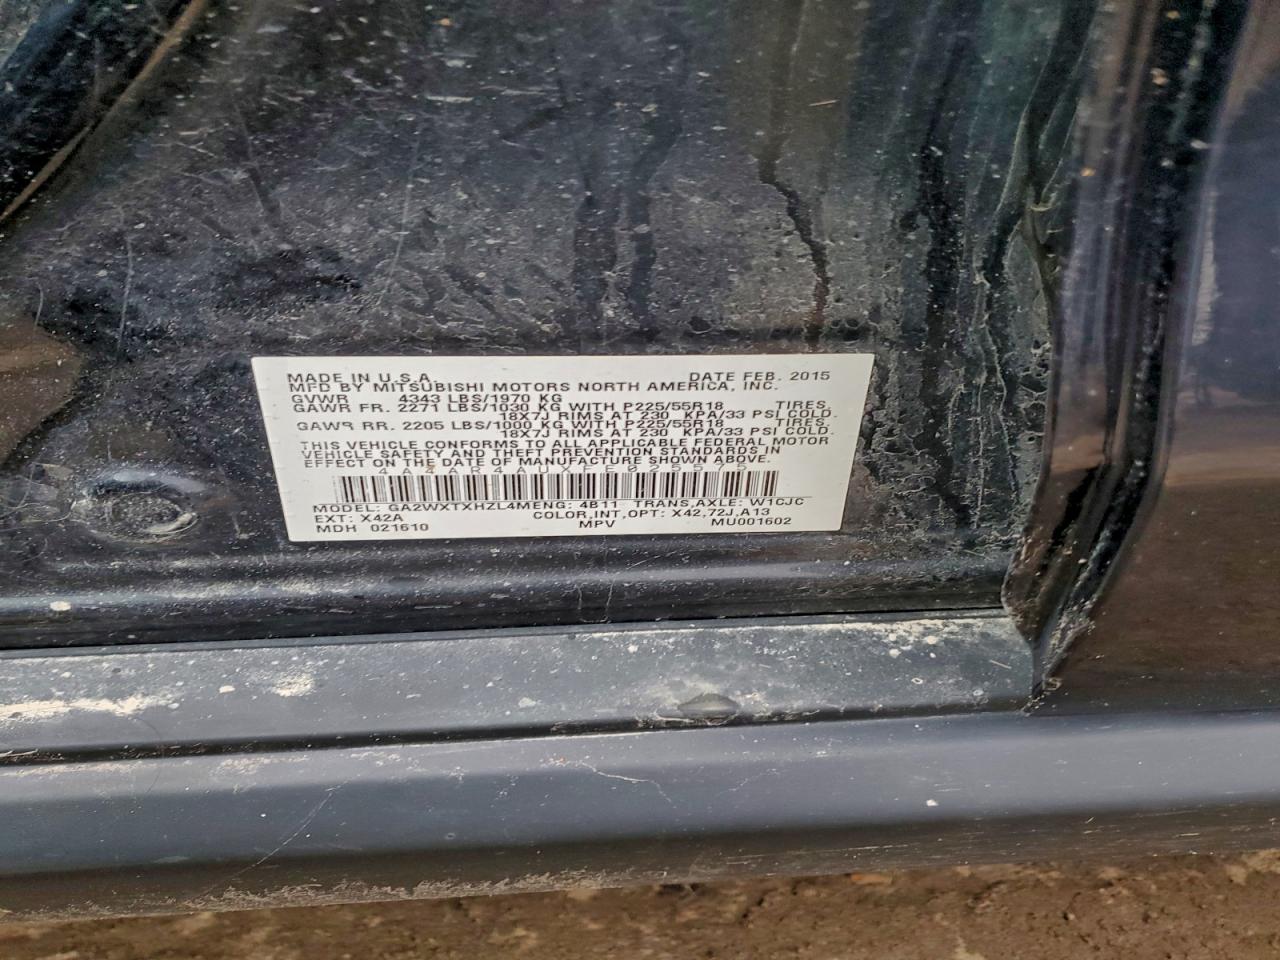 MADE IN U.S.A. DATE FEB. 2015
MFD BY MITSUBISHI MOTORS NORTH AMERICA, INC.
GVWR 4343 LBS/1970 KG
GAWR FR. 2271 LBS/1030 KG WITH P225/55R18 TIRES,
18X7J RIMS AT 230 KPA/33 PSI COLD.
GAWR RR. 2205 LBS/1000 KG WITH P225/55R18 TIRES,
18X7J RIMS AT 230 KPA/33 PSI COLD.
THIS VEHICLE CONFORMS TO ALL APPLICABLE FEDERAL MOTOR
VEHICLE SAFETY AND THEFT PREVENTION STANDARDS IN
EFFECT ON THE DATE OF MANUFACTURE SHOWN ABOVE.
MODEL: GA2WXTXHZL4M ENG: 4B11 TRANS,AXLE: W1CJC
EXT: X42A COLOR,INT,OPT: X42,72J,A13
MDH 021610 MPV MU001602